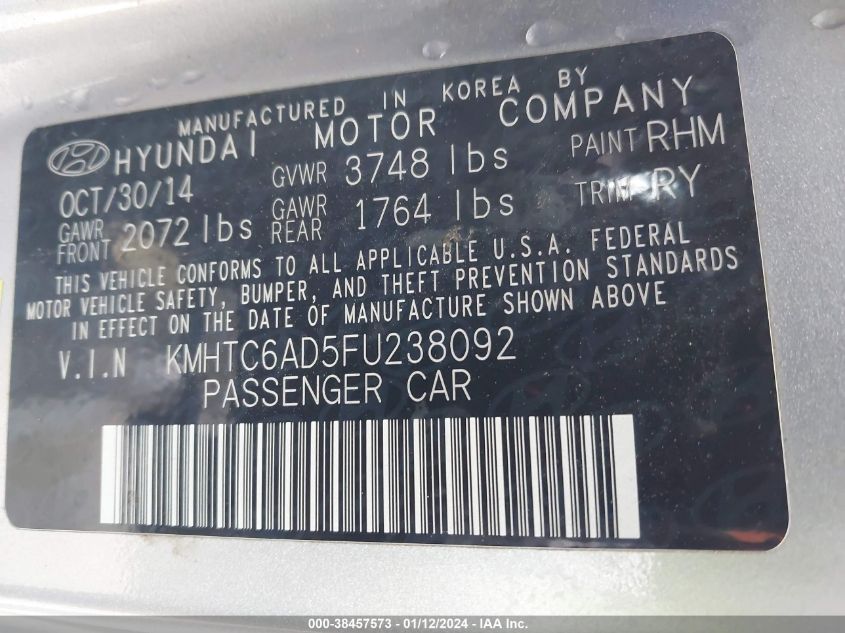 MANUFACTURED IN KOREA BY
HYUNDAI MOTOR COMPANY
OCT/30/14 GVWR 3748 lbs PAINT RHM
GAWR FRONT 2072 lbs GAWR REAR 1764 lbs TRIM RY
THIS VEHICLE CONFORMS TO ALL APPLICABLE U.S.A. FEDERAL
MOTOR VEHICLE SAFETY, BUMPER, AND THEFT PREVENTION STANDARDS
IN EFFECT ON THE DATE OF MANUFACTURE SHOWN ABOVE
V.I.N KMHTC6AD5FU238092
PASSENGER CAR
000-38457573 - 01/12/2024 - IAA Inc.